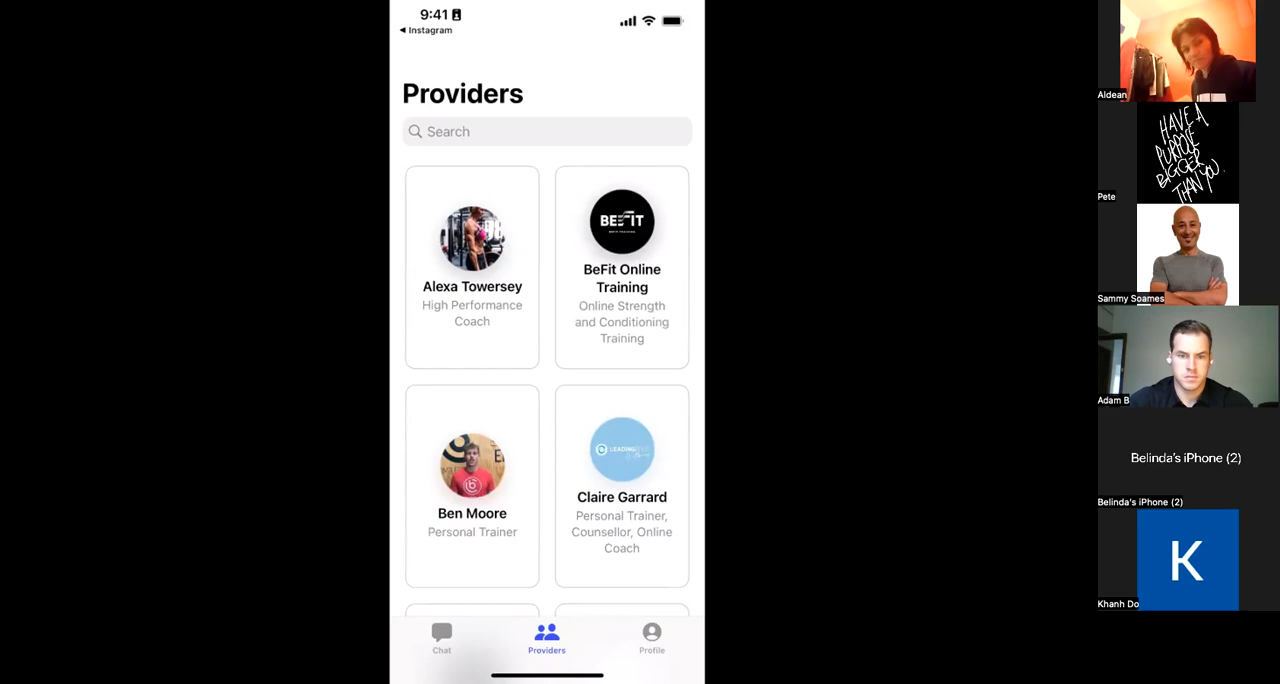 9:41
Instagram
Providers
Search
Alexa Towersey
High Performance
Coach
BEFIT
BeFit Online
Training
Online Strength
and Conditioning
Training
Ben Moore
Personal Trainer
LEADING
Claire Garrard
Personal Trainer,
Counsellor, Online
Coach
Chat
Providers
Profile
Aldean
HAVE A
PURPOSE
BIGGER
THAN YOU.
Pete
Sammy Soames
Adam B
Belinda's iPhone (2)
Belinda's iPhone (2)
K
Khanh Do